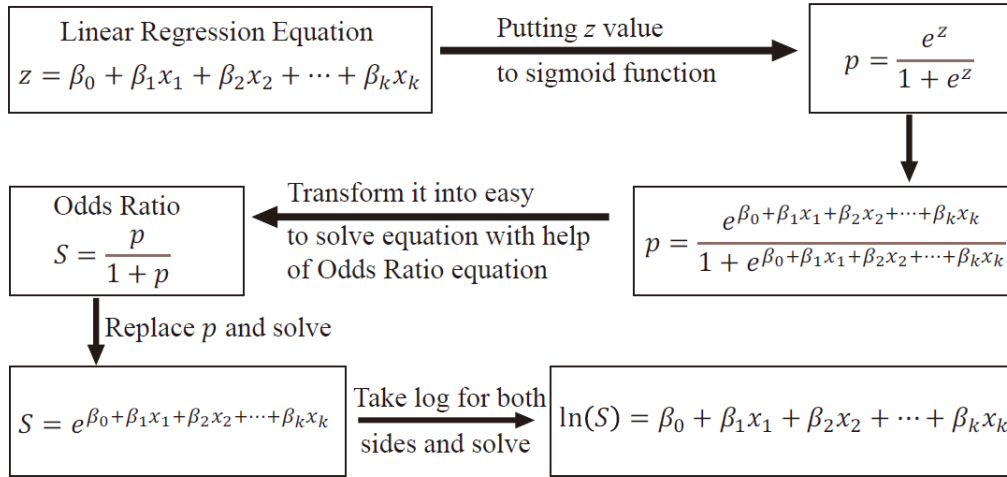 Linear Regression Equation
z = β₀ + β₁x₁ + β₂x₂ + ⋯ + βₖxₖ
Putting z value
to sigmoid function
p = e^z / (1 + e^z)
p = e^(β₀+β₁x₁+β₂x₂+⋯+βₖxₖ) / (1 + e^(β₀+β₁x₁+β₂x₂+⋯+βₖxₖ))
Transform it into easy
to solve equation with help
of Odds Ratio equation
Odds Ratio
S = p / (1 + p)
Replace p and solve
S = e^(β₀+β₁x₁+β₂x₂+⋯+βₖxₖ)
Take log for both
sides and solve
ln(S) = β₀ + β₁x₁ + β₂x₂ + ⋯ + βₖxₖ